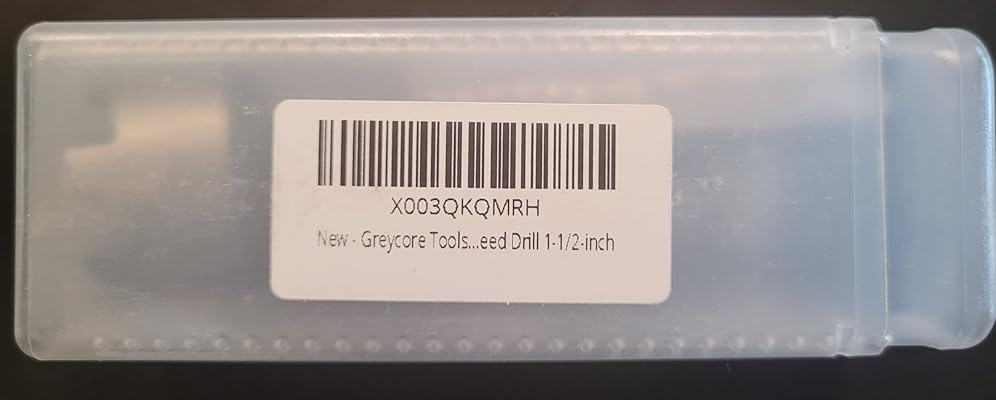 X003QKQMRH
New - Greycore Tools...eed Drill 1-1/2-inch